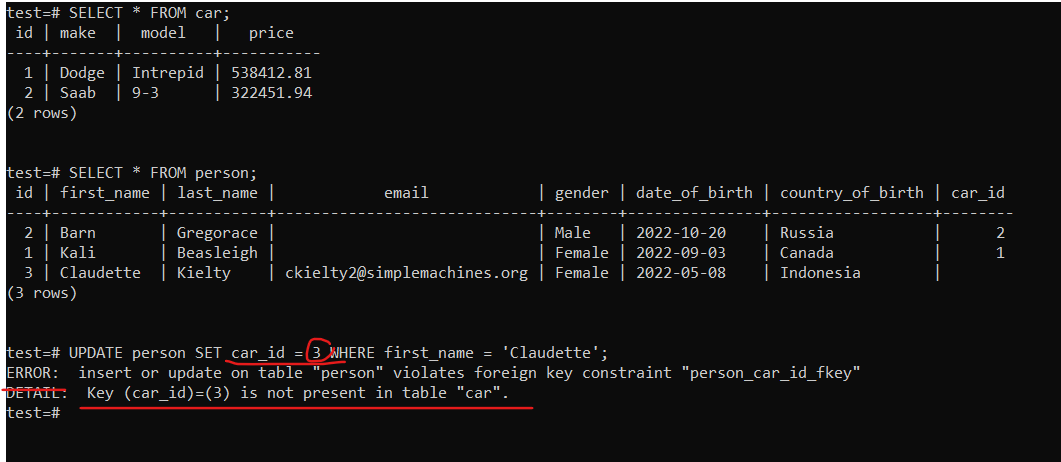 test=# SELECT * FROM car;
 id | make  |  model   |   price
----+-------+----------+-----------
  1 | Dodge | Intrepid | 538412.81
  2 | Saab  | 9-3      | 322451.94
(2 rows)
test=# SELECT * FROM person;
 id | first_name | last_name |           email            | gender | date_of_birth | country_of_birth | car_id
----+------------+-----------+----------------------------+--------+---------------+------------------+--------
  2 | Barn       | Gregorace |                            | Male   | 2022-10-20    | Russia           |      2
  1 | Kali       | Beasleigh |                            | Female | 2022-09-03    | Canada           |      1
  3 | Claudette  | Kielty    | ckielty2@simplemachines.org | Female | 2022-05-08    | Indonesia        |
(3 rows)
test=# UPDATE person SET car_id = 3 WHERE first_name = 'Claudette';
ERROR:  insert or update on table "person" violates foreign key constraint "person_car_id_fkey"
DETAIL:  Key (car_id)=(3) is not present in table "car".
test=#